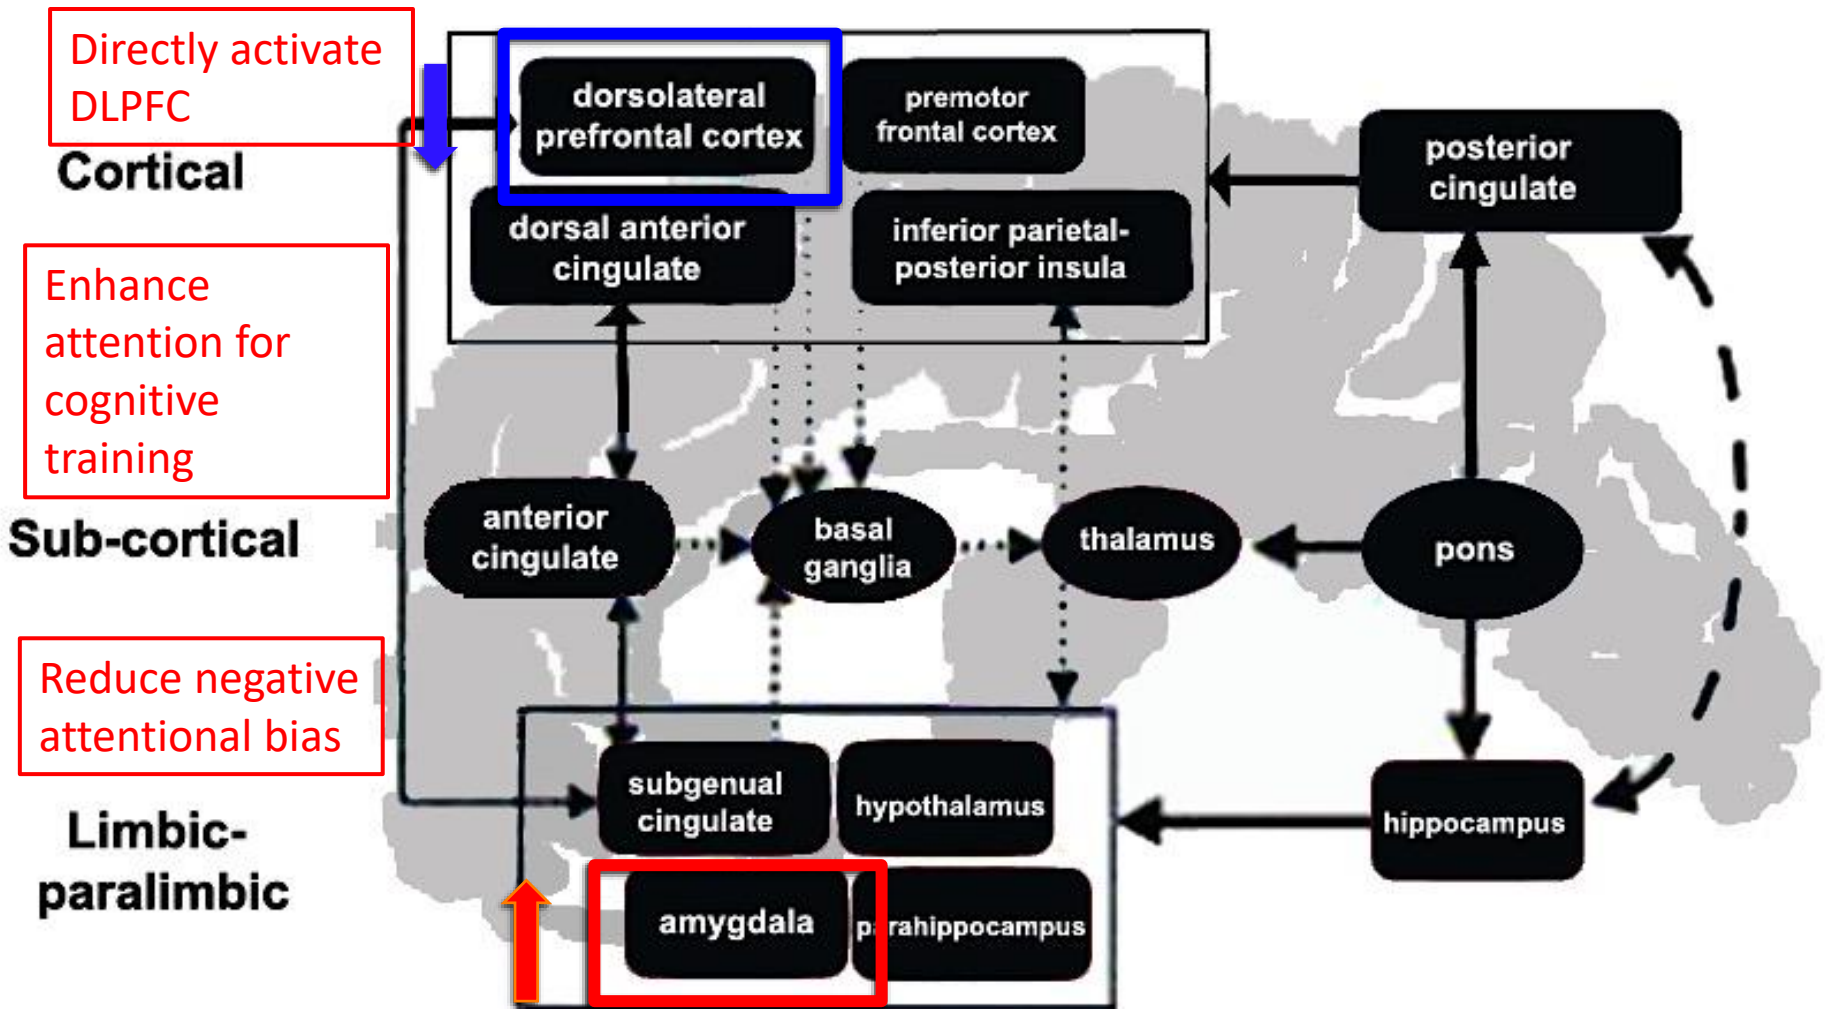 Directly activate
DLPFC
Cortical
dorsolateral
prefrontal cortex
premotor
frontal cortex
posterior
cingulate
dorsal anterior
cingulate
inferior parietal-
posterior insula
Enhance
attention for
cognitive
training
Sub-cortical
anterior
cingulate
basal
ganglia
thalamus
pons
Reduce negative
attentional bias
Limbic-
paralimbic
subgenual
cingulate
hypothalamus
hippocampus
amygdala
parahippocampus